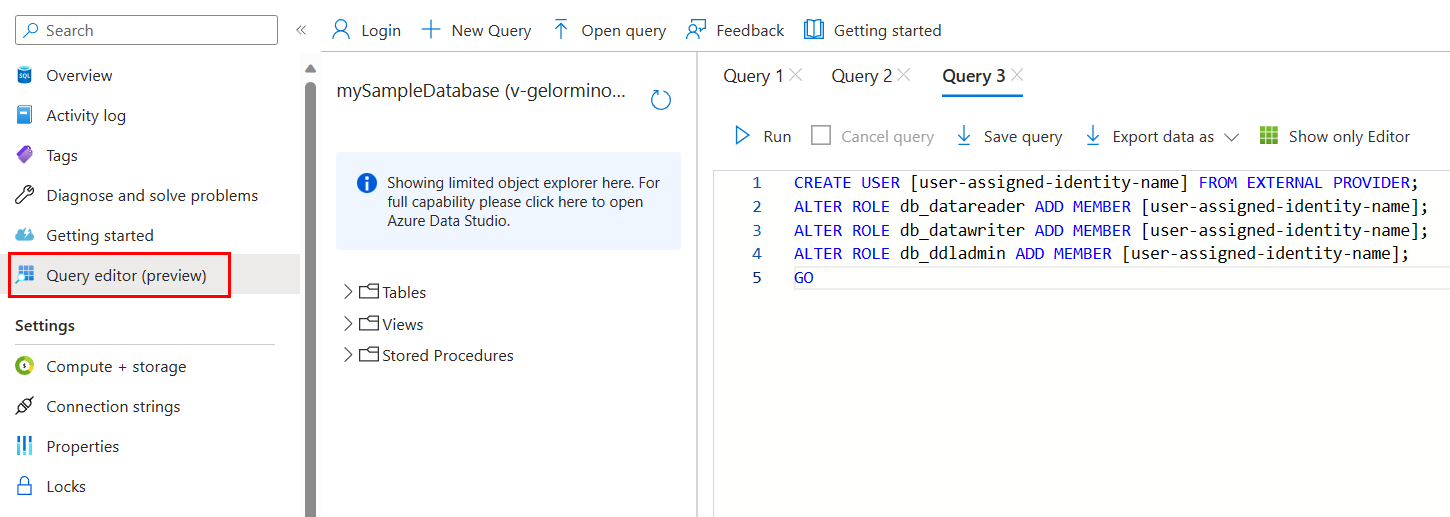 Search
«
Overview
Activity log
Tags
Diagnose and solve problems
Getting started
Query editor (preview)
Settings
Compute + storage
Connection strings
Properties
Locks
Login
New Query
Open query
Feedback
Getting started
mySampleDatabase (v-gelormino...
Showing limited object explorer here. For
full capability please click here to open
Azure Data Studio.
Tables
Views
Stored Procedures
Query 1
Query 2
Query 3
Run
Cancel query
Save query
Export data as
Show only Editor
1 CREATE USER [user-assigned-identity-name] FROM EXTERNAL PROVIDER;
2 ALTER ROLE db_datareader ADD MEMBER [user-assigned-identity-name];
3 ALTER ROLE db_datawriter ADD MEMBER [user-assigned-identity-name];
4 ALTER ROLE db_ddladmin ADD MEMBER [user-assigned-identity-name];
5 GO